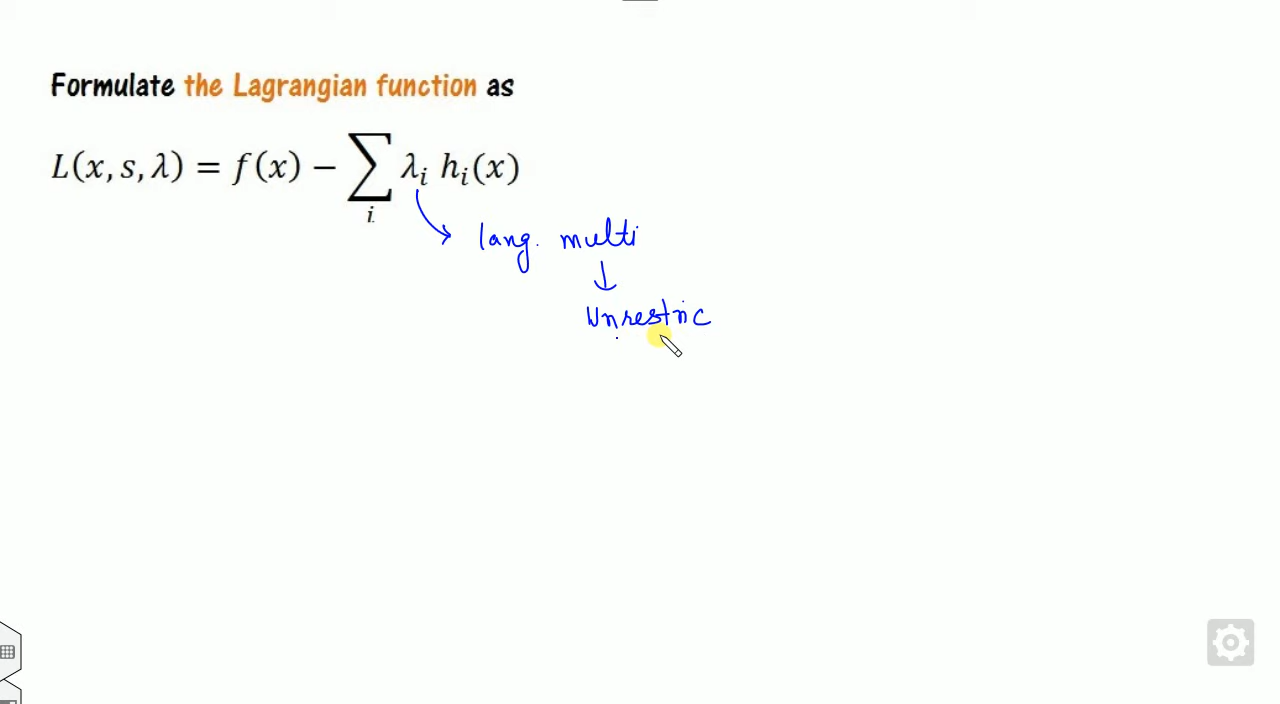 Formulate the Lagrangian function as
L(x, s, λ) = f(x) − ∑ᵢ λᵢ hᵢ(x)
lang. multi
↓
Unrestric